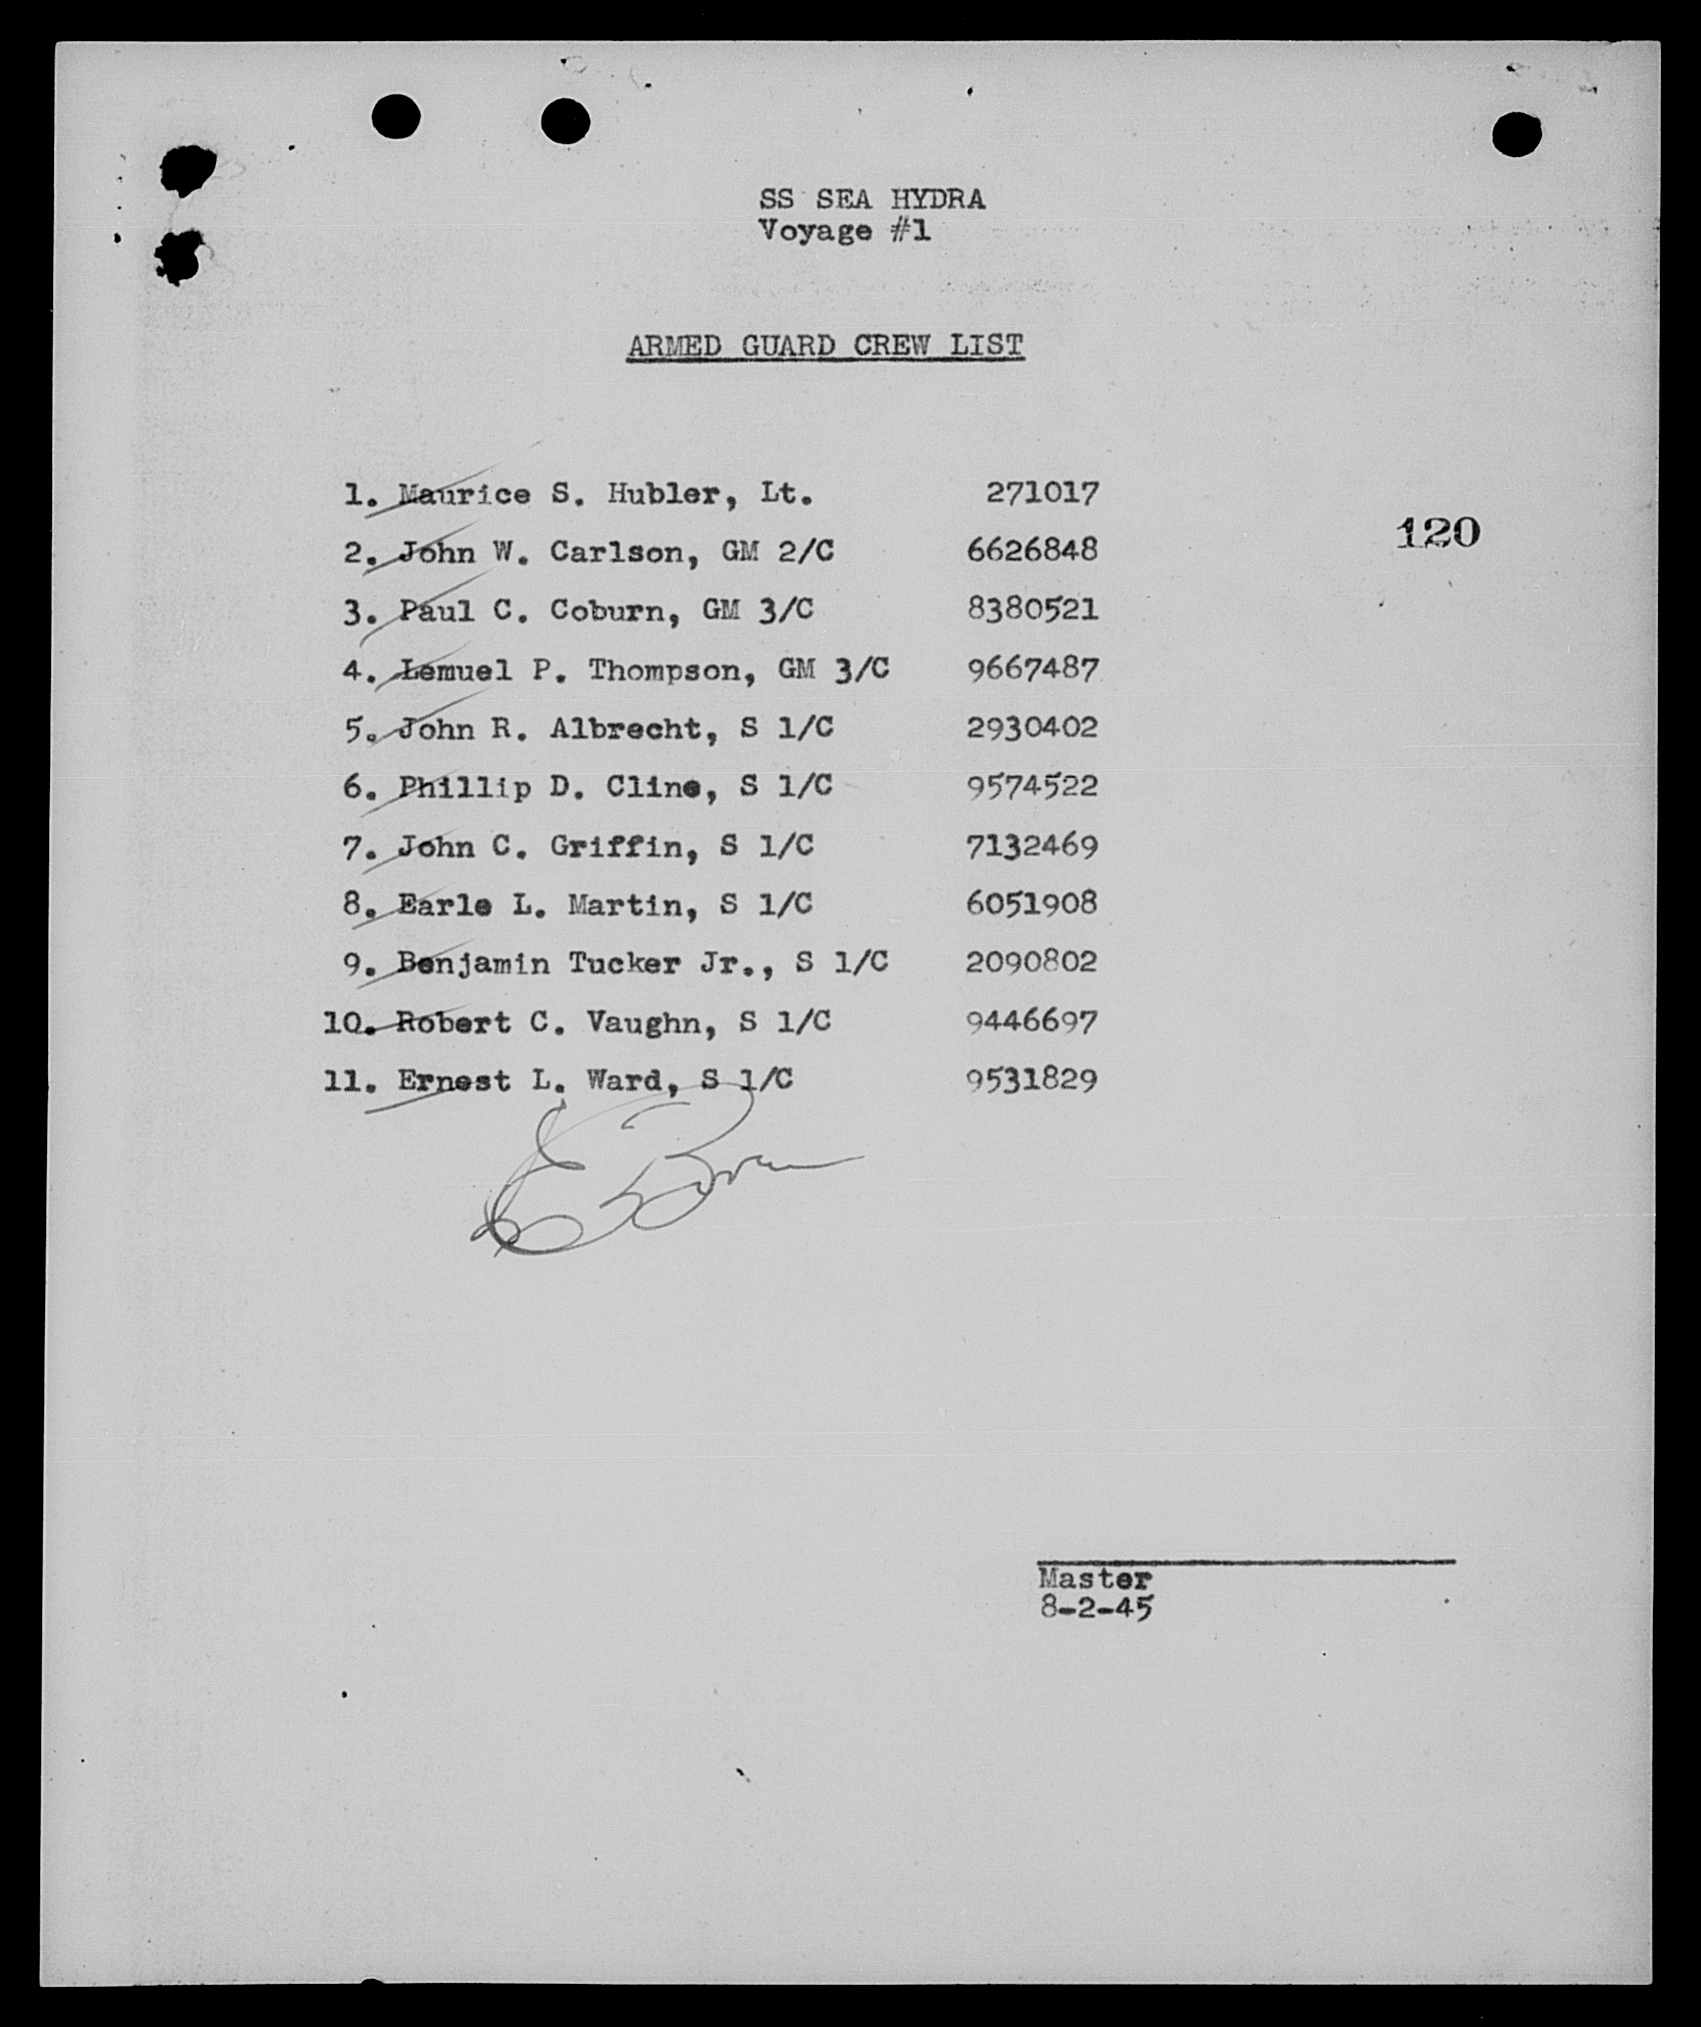 SS SEA HYDRA
Voyage #1
ARMED GUARD CREW LIST
1. Maurice S. Hubler, Lt. 271017
120
2. John W. Carlson, GM 2/C 6626848
3. Paul C. Coburn, GM 3/C 8380521
4. Lemuel P. Thompson, GM 3/C 9667487
5. John R. Albrecht, S 1/C 2930402
6. Phillip D. Cline, S 1/C 9574522
7. John C. Griffin, S 1/C 7132469
8. Earle L. Martin, S 1/C 6051908
9. Benjamin Tucker Jr., S 1/C 2090802
10. Robert C. Vaughn, S 1/C 9446697
11. Ernest L. Ward, S 1/C 9531829
Master
8-2-45